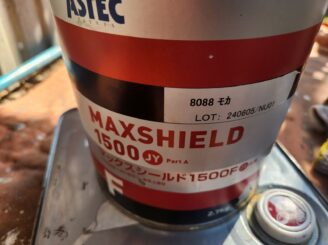 ASTEC
8088 モカ
LOT: 240605/NU01
MAXSHIELD
1500 JY Part A
マックスシールド1500F
F